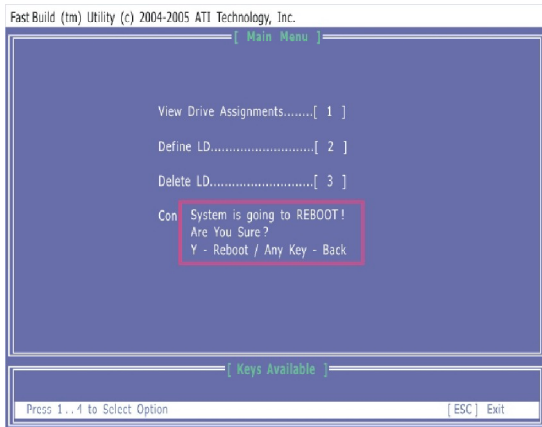 Fast Build (tm) Utility (c) 2004-2005 ATI Technology, Inc.
[ Main Menu ]
View Drive Assignments........[ 1 ]
Define LD...........................[ 2 ]
Delete LD...........................[ 3 ]
Con
System is going to REBOOT!
Are You Sure?
Y - Reboot / Any Key - Back
[ Keys Available ]
Press 1..4 to Select Option [ESC] Exit